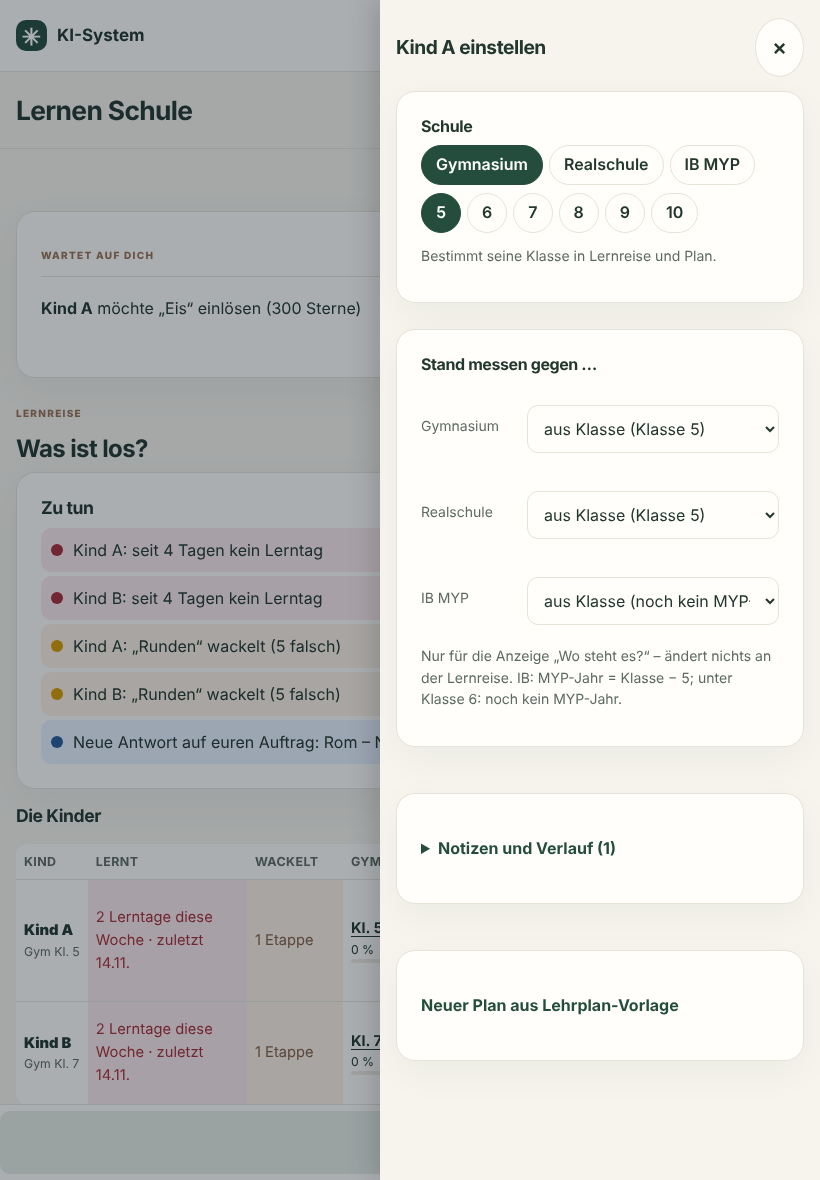 KI-System
Lernen Schule
WARTET AUF DICH
Kind A möchte „Eis“ einlösen (300 Sterne)
LERNREISE
Was ist los?
Zu tun
Kind A: seit 4 Tagen kein Lerntag
Kind B: seit 4 Tagen kein Lerntag
Kind A: „Runden“ wackelt (5 falsch)
Kind B: „Runden“ wackelt (5 falsch)
Neue Antwort auf euren Auftrag: Rom –
Die Kinder
KIND LERNT WACKELT GYM
Kind A
Gym Kl. 5
2 Lerntage diese
Woche · zuletzt
14.11.
1 Etappe
Kl. 5
0 %
Kind B
Gym Kl. 7
2 Lerntage diese
Woche · zuletzt
14.11.
1 Etappe
Kl. 7
0 %
Kind A einstellen
×
Schule
Gymnasium Realschule IB MYP
5 6 7 8 9 10
Bestimmt seine Klasse in Lernreise und Plan.
Stand messen gegen …
Gymnasium aus Klasse (Klasse 5)
Realschule aus Klasse (Klasse 5)
IB MYP aus Klasse (noch kein MYP-
Nur für die Anzeige „Wo steht es?“ – ändert nichts an
der Lernreise. IB: MYP-Jahr = Klasse − 5; unter
Klasse 6: noch kein MYP-Jahr.
Notizen und Verlauf (1)
Neuer Plan aus Lehrplan-Vorlage